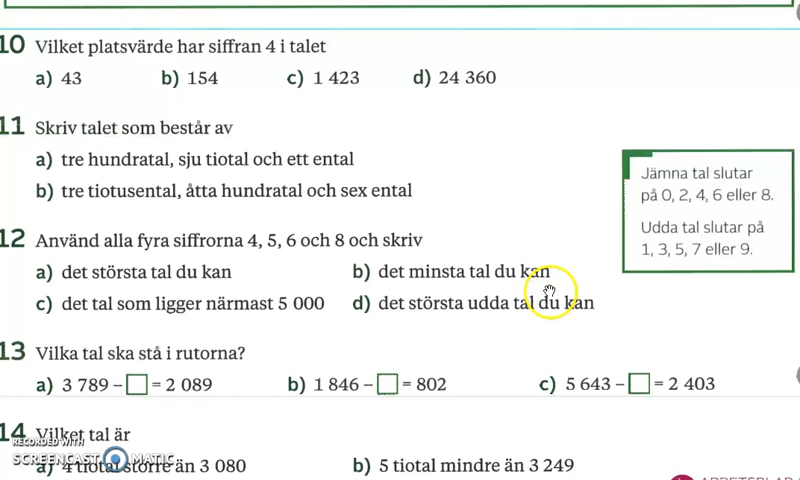 10 Vilket platsvärde har siffran 4 i talet
a) 43 b) 154 c) 1 423 d) 24 360
11 Skriv talet som består av
a) tre hundratal, sju tiotal och ett ental
b) tre tiotusental, åtta hundratal och sex ental
Jämna tal slutar
på 0, 2, 4, 6 eller 8.
Udda tal slutar på
1, 3, 5, 7 eller 9.
12 Använd alla fyra siffrorna 4, 5, 6 och 8 och skriv
a) det största tal du kan b) det minsta tal du kan
c) det tal som ligger närmast 5 000 d) det största udda tal du kan
13 Vilka tal ska stå i rutorna?
a) 3 789 – □ = 2 089 b) 1 846 – □ = 802 c) 5 643 – □ = 2 403
14 Vilket tal är
RECORDED WITH
SCREENCAST MATIC
a) 4 tiotal större än 3 080 b) 5 tiotal mindre än 3 249
ARBETSBLAD